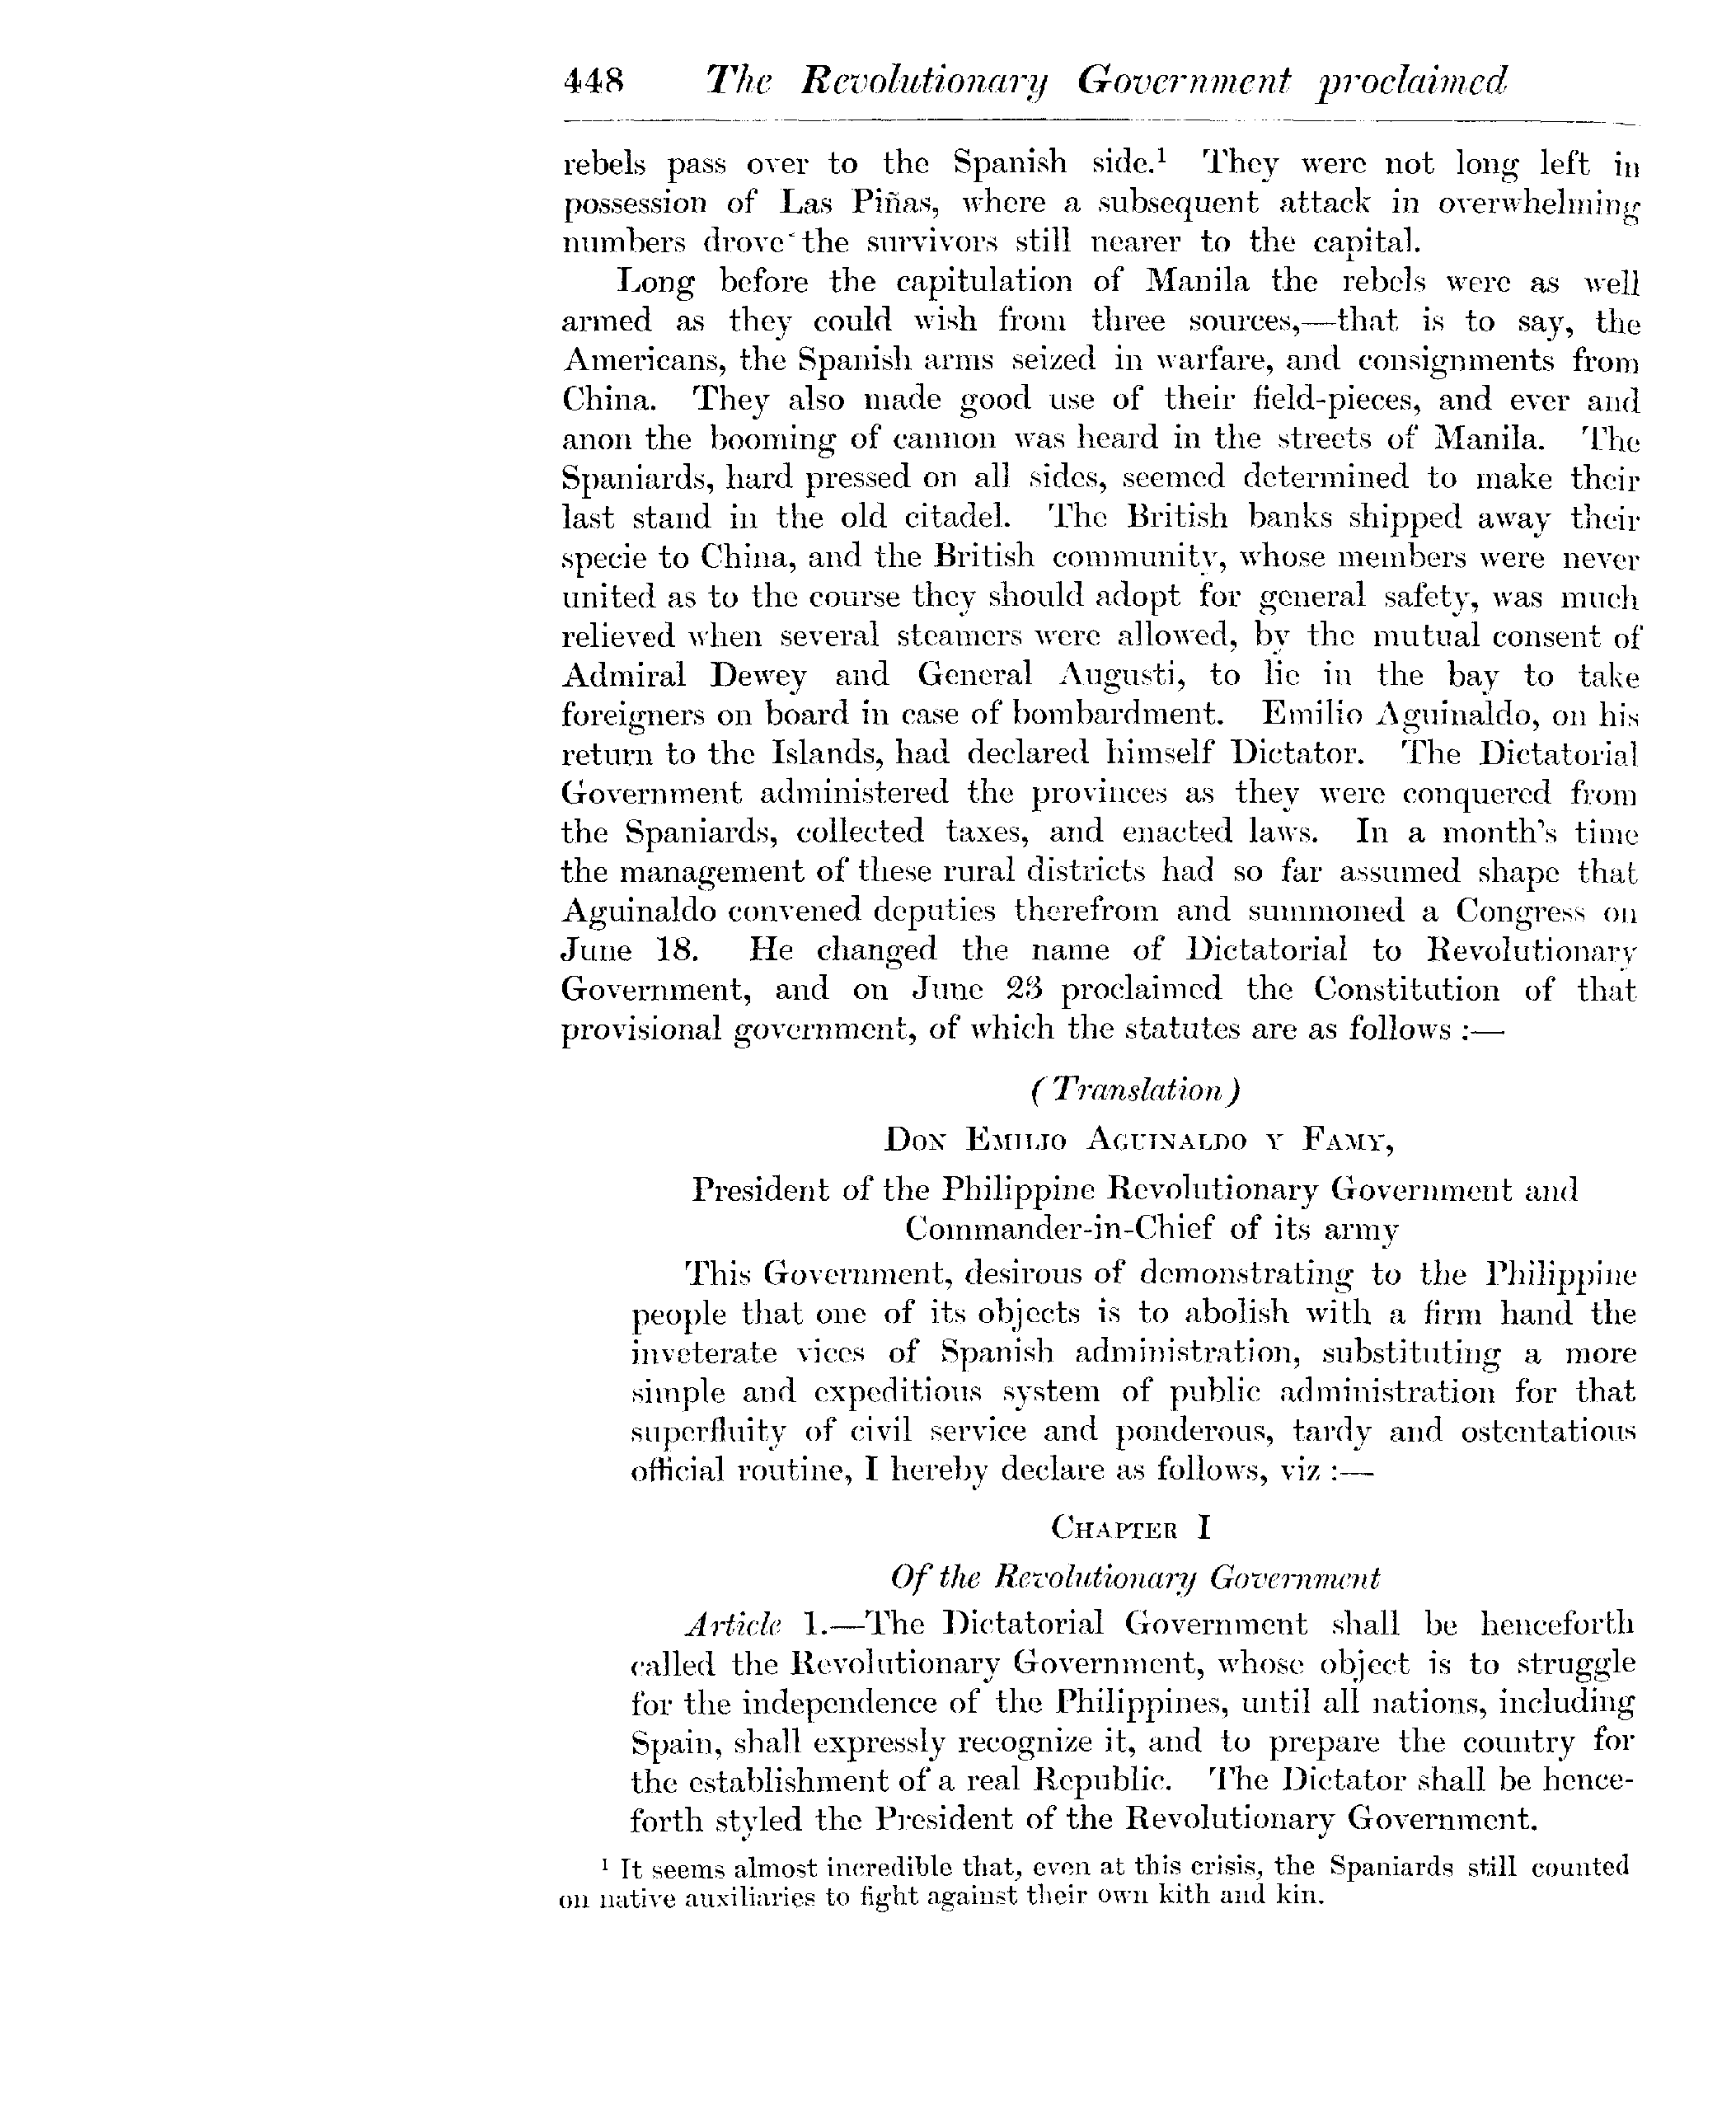 448 The Revolutionary Government proclaimed
rebels pass over to the Spanish side.¹ They were not long left in
possession of Las Piñas, where a subsequent attack in overwhelming
numbers drove the survivors still nearer to the capital.
Long before the capitulation of Manila the rebels were as well
armed as they could wish from three sources,—that is to say, the
Americans, the Spanish arms seized in warfare, and consignments from
China. They also made good use of their field-pieces, and ever and
anon the booming of cannon was heard in the streets of Manila. The
Spaniards, hard pressed on all sides, seemed determined to make their
last stand in the old citadel. The British banks shipped away their
specie to China, and the British community, whose members were never
united as to the course they should adopt for general safety, was much
relieved when several steamers were allowed, by the mutual consent of
Admiral Dewey and General Augusti, to lie in the bay to take
foreigners on board in case of bombardment. Emilio Aguinaldo, on his
return to the Islands, had declared himself Dictator. The Dictatorial
Government administered the provinces as they were conquered from
the Spaniards, collected taxes, and enacted laws. In a month's time
the management of these rural districts had so far assumed shape that
Aguinaldo convened deputies therefrom and summoned a Congress on
June 18. He changed the name of Dictatorial to Revolutionary
Government, and on June 23 proclaimed the Constitution of that
provisional government, of which the statutes are as follows :—
(Translation)
Don Emilio Aguinaldo y Famy,
President of the Philippine Revolutionary Government and
Commander-in-Chief of its army
This Government, desirous of demonstrating to the Philippine
people that one of its objects is to abolish with a firm hand the
inveterate vices of Spanish administration, substituting a more
simple and expeditious system of public administration for that
superfluity of civil service and ponderous, tardy and ostentatious
official routine, I hereby declare as follows, viz :—
Chapter I
Of the Revolutionary Government
Article 1.—The Dictatorial Government shall be henceforth
called the Revolutionary Government, whose object is to struggle
for the independence of the Philippines, until all nations, including
Spain, shall expressly recognize it, and to prepare the country for
the establishment of a real Republic. The Dictator shall be hence-
forth styled the President of the Revolutionary Government.
¹ It seems almost incredible that, even at this crisis, the Spaniards still counted
on native auxiliaries to fight against their own kith and kin.